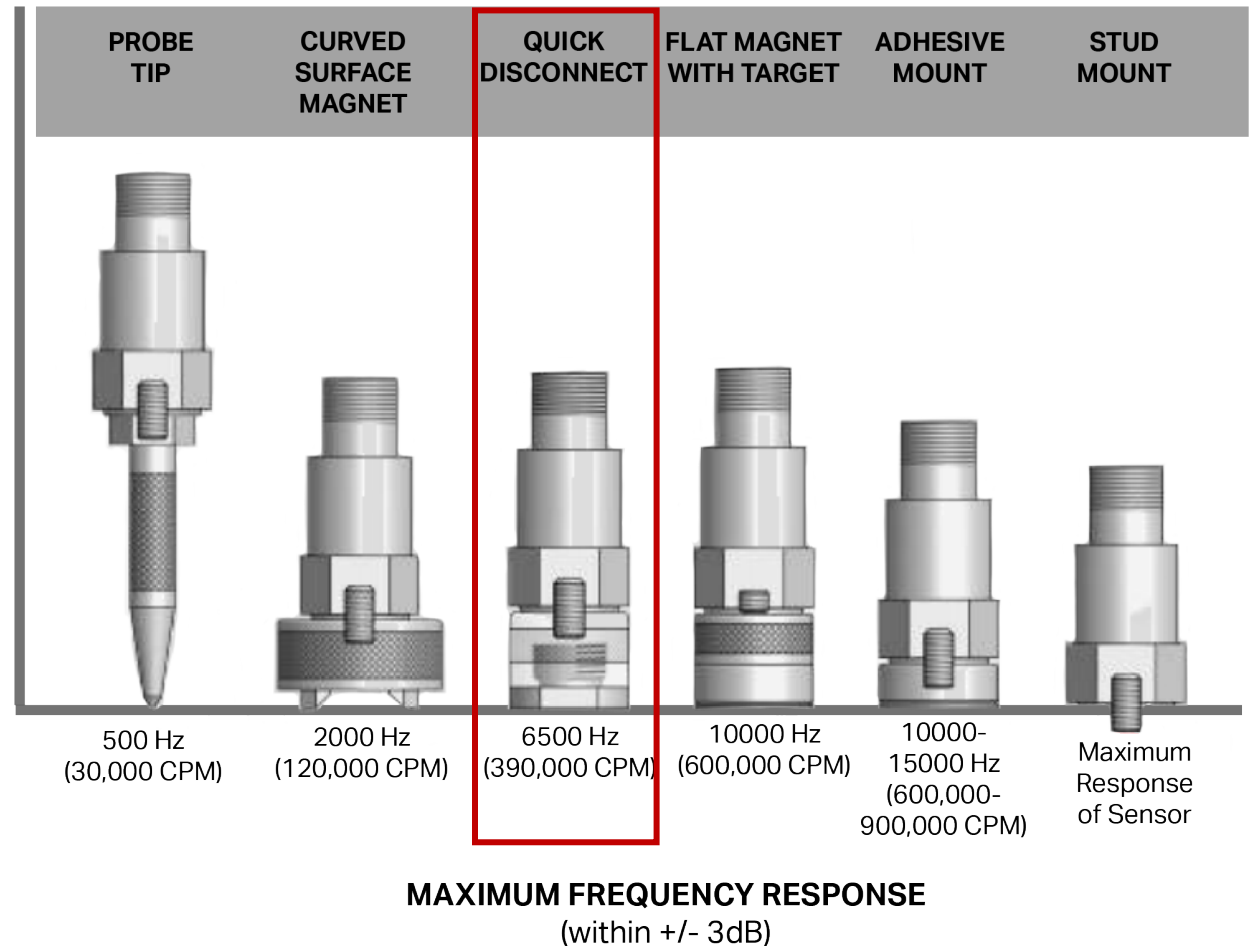 PROBE
TIP
CURVED
SURFACE
MAGNET
QUICK
DISCONNECT
FLAT MAGNET
WITH TARGET
ADHESIVE
MOUNT
STUD
MOUNT
500 Hz
(30,000 CPM)
2000 Hz
(120,000 CPM)
6500 Hz
(390,000 CPM)
10000 Hz
(600,000 CPM)
10000-
15000 Hz
(600,000-
900,000 CPM)
Maximum
Response
of Sensor
MAXIMUM FREQUENCY RESPONSE
(within +/- 3dB)